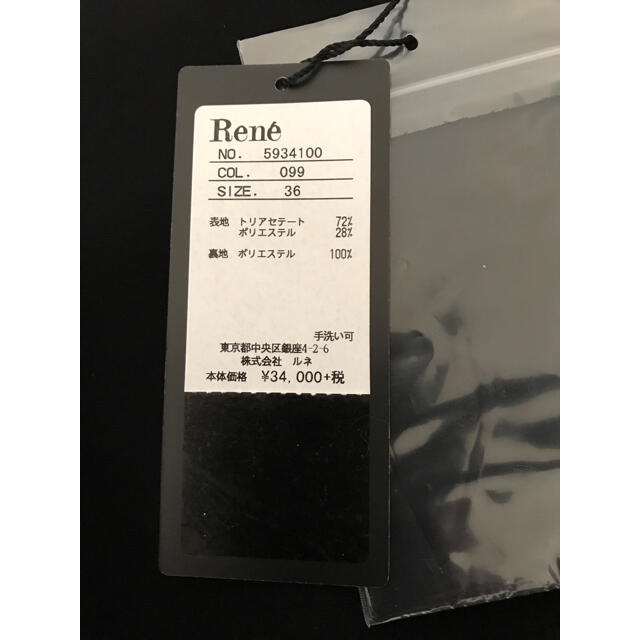 René
NO. 5934100
COL. 099
SIZE. 36
表地 トリアセテート 72%
ポリエステル 28%
裏地 ポリエステル 100%
手洗い可
東京都中央区銀座4-2-6
株式会社 ルネ
本体価格 ¥34,000+税